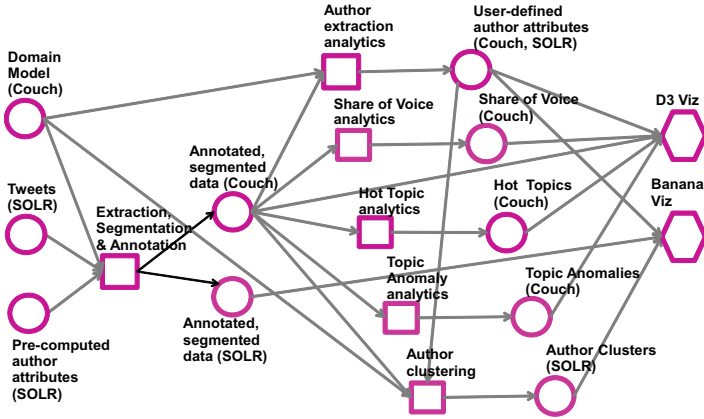 Domain
Model
(Couch)
Tweets
(SOLR)
Pre-computed
author
attributes
(SOLR)
Extraction,
Segmentation
& Annotation
Annotated,
segmented
data (Couch)
Annotated,
segmented
data (SOLR)
Author
extraction
analytics
Share of Voice
analytics
Hot Topic
analytics
Topic
Anomaly
analytics
Author
clustering
User-defined
author attributes
(Couch, SOLR)
Share of Voice
(Couch)
Hot Topics
(Couch)
Topic Anomalies
(Couch)
Author Clusters
(SOLR)
D3 Viz
Banana
Viz